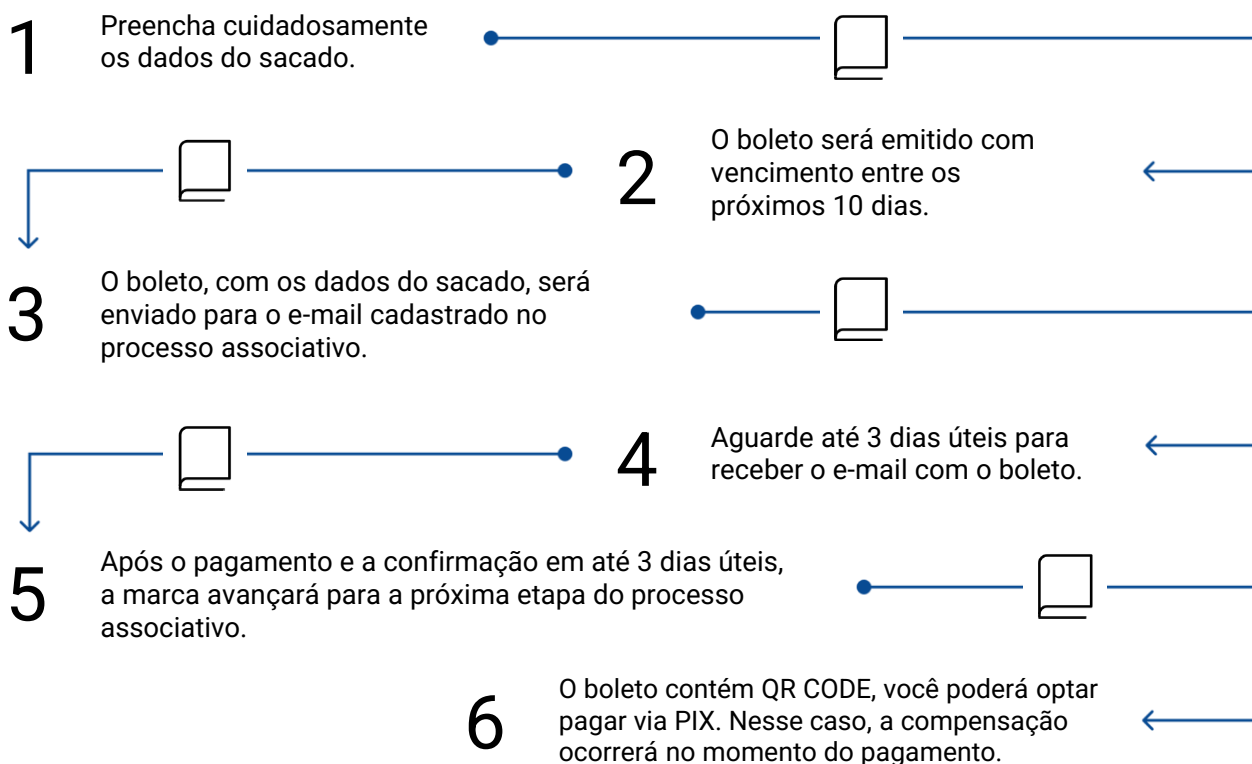 1
Preencha cuidadosamente
os dados do sacado.
2
O boleto será emitido com
vencimento entre os
próximos 10 dias.
3
O boleto, com os dados do sacado, será
enviado para o e-mail cadastrado no
processo associativo.
4
Aguarde até 3 dias úteis para
receber o e-mail com o boleto.
5
Após o pagamento e a confirmação em até 3 dias úteis,
a marca avançará para a próxima etapa do processo
associativo.
6
O boleto contém QR CODE, você poderá optar
pagar via PIX. Nesse caso, a compensação
ocorrerá no momento do pagamento.